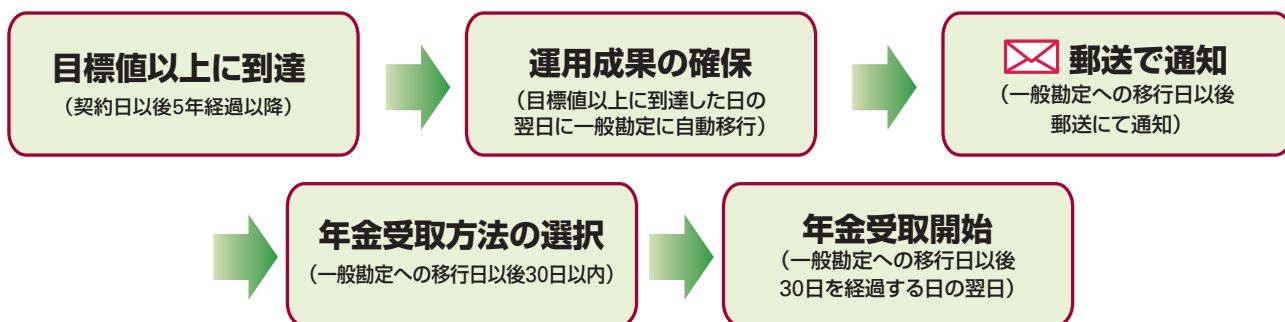 目標値以上に到達
（契約日以後5年経過以降）
運用成果の確保
（目標値以上に到達した日の
翌日に一般勘定に自動移行）
郵送で通知
（一般勘定への移行日以後
郵送にて通知）
年金受取方法の選択
（一般勘定への移行日以後30日以内）
年金受取開始
（一般勘定への移行日以後
30日を経過する日の翌日）